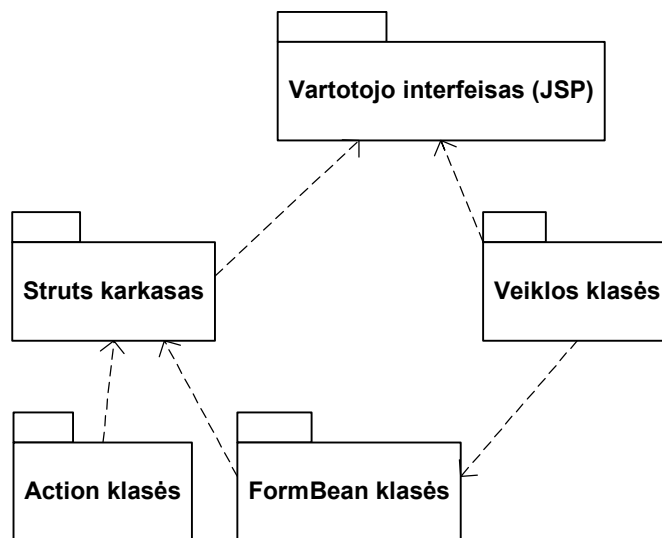 Vartotojo interfeisas (JSP)
Struts karkasas
Veiklos klasės
Action klasės
FormBean klasės